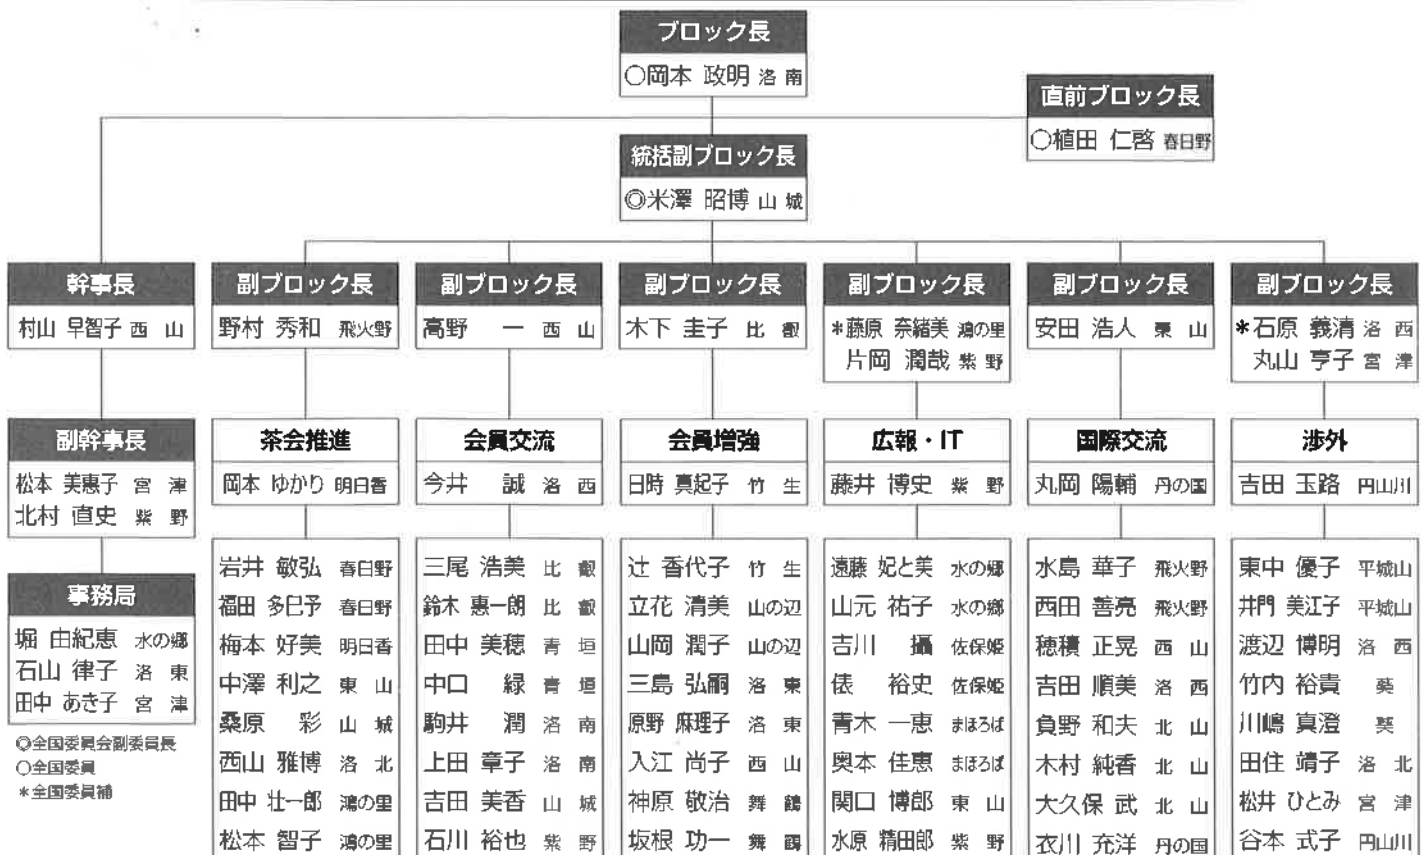 ブロック長
○岡本 政明 洛 南
直前ブロック長
○植田 仁啓 春日野
統括副ブロック長
◎米澤 昭博 山 城
幹事長
村山 早智子 西 山
副幹事長
松本 美恵子 宮 津
北村 直史 紫 野
事務局
堀 由紀恵 水の郷
石山 律子 洛 東
田中 あき子 宮 津
◎全国委員会副委員長
○全国委員
*全国委員補
副ブロック長
野村 秀和 飛火野
茶会推進
岡本 ゆかり 明日香
岩井 敏弘 春日野
福田 多巳予 春日野
梅本 好美 明日香
中澤 利之 東 山
桑原 彩 山 城
西山 雅博 洛 北
田中 壮一郎 鴻の里
松本 智子 鴻の里
副ブロック長
高野 一 西 山
会員交流
今井 誠 洛 西
三尾 浩美 比 叡
鈴木 恵一朗 比 叡
田中 美穂 青 垣
中口 緑 青 垣
駒井 潤 洛 南
上田 章子 洛 南
吉田 美香 山 城
石川 裕也 紫 野
副ブロック長
木下 圭子 比 叡
会員増強
日時 真起子 竹 生
辻 香代子 竹 生
立花 清美 山の辺
山岡 潤子 山の辺
三島 弘嗣 洛 東
原野 麻理子 洛 東
入江 尚子 西 山
神原 敬治 舞 鶴
坂根 功一 舞 鶴
副ブロック長
*藤原 奈緒美 鴻の里
片岡 潤哉 紫 野
広報・IT
藤井 博史 紫 野
遠藤 妃と美 水の郷
山元 祐子 水の郷
吉川 攝 佐保姫
俵 裕史 佐保姫
青木 一恵 まほろば
奥本 佳恵 まほろば
関口 博郎 東 山
水原 精田郎 紫 野
副ブロック長
安田 浩人 東 山
国際交流
丸岡 陽輔 丹の国
水島 華子 飛火野
西田 善亮 飛火野
穂積 正晃 西 山
吉田 順美 洛 西
負野 和夫 北 山
木村 純香 北 山
大久保 武 北 山
衣川 充洋 丹の国
副ブロック長
*石原 義清 洛 西
丸山 亨子 宮 津
渉外
吉田 玉路 円山川
東中 優子 平城山
井門 美江子 平城山
渡辺 博明 洛 西
竹内 裕貴 葵
川嶋 真澄 葵
田住 靖子 洛 北
松井 ひとみ 宮 津
谷本 式子 円山川